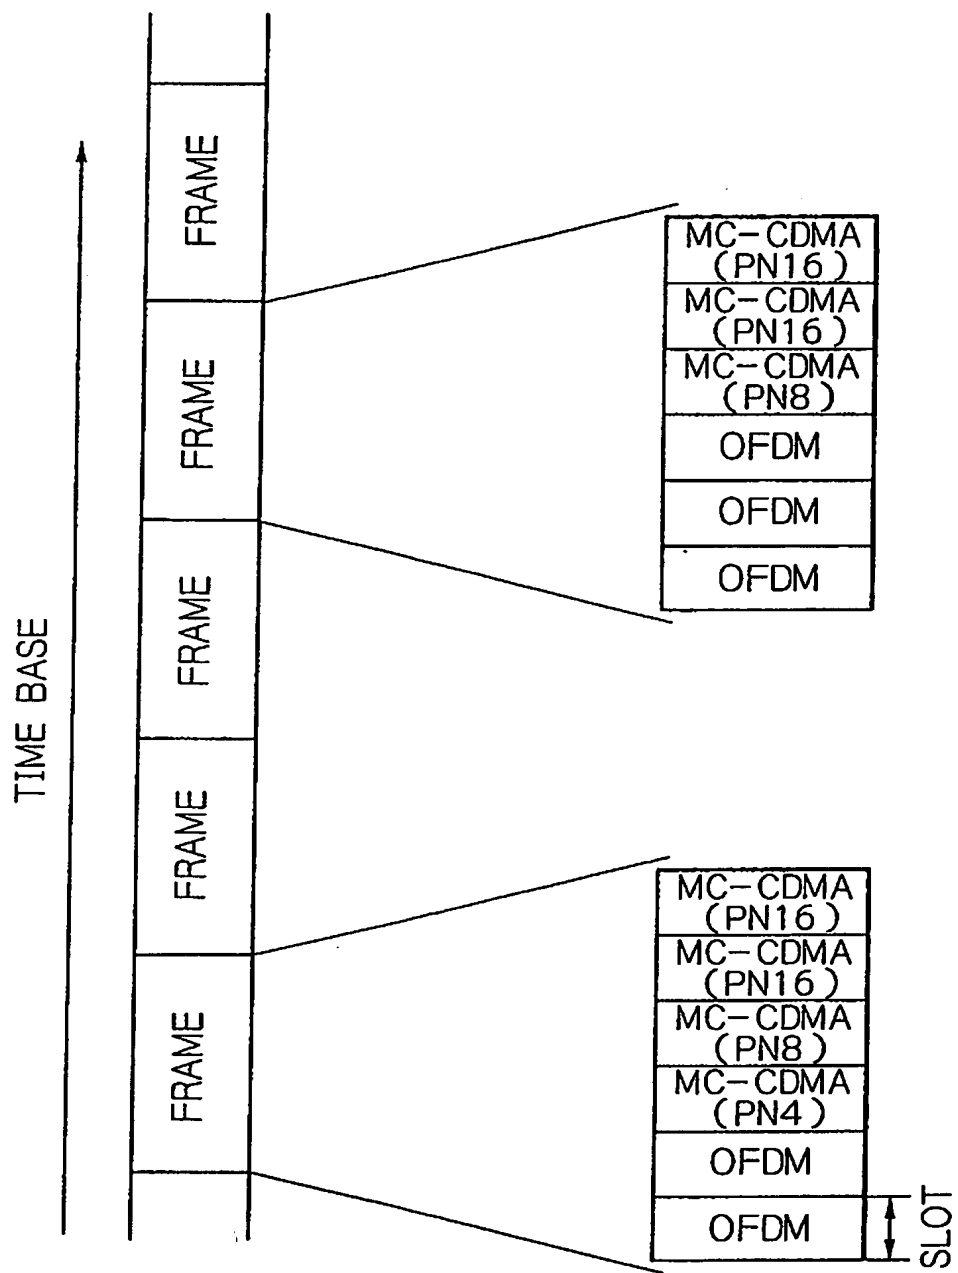 TIME BASE
FRAME
FRAME
FRAME
FRAME
FRAME
MC-CDMA
(PN16)
MC-CDMA
(PN16)
MC-CDMA
(PN8)
OFDM
OFDM
OFDM
MC-CDMA
(PN16)
MC-CDMA
(PN16)
MC-CDMA
(PN8)
MC-CDMA
(PN4)
OFDM
OFDM
SLOT